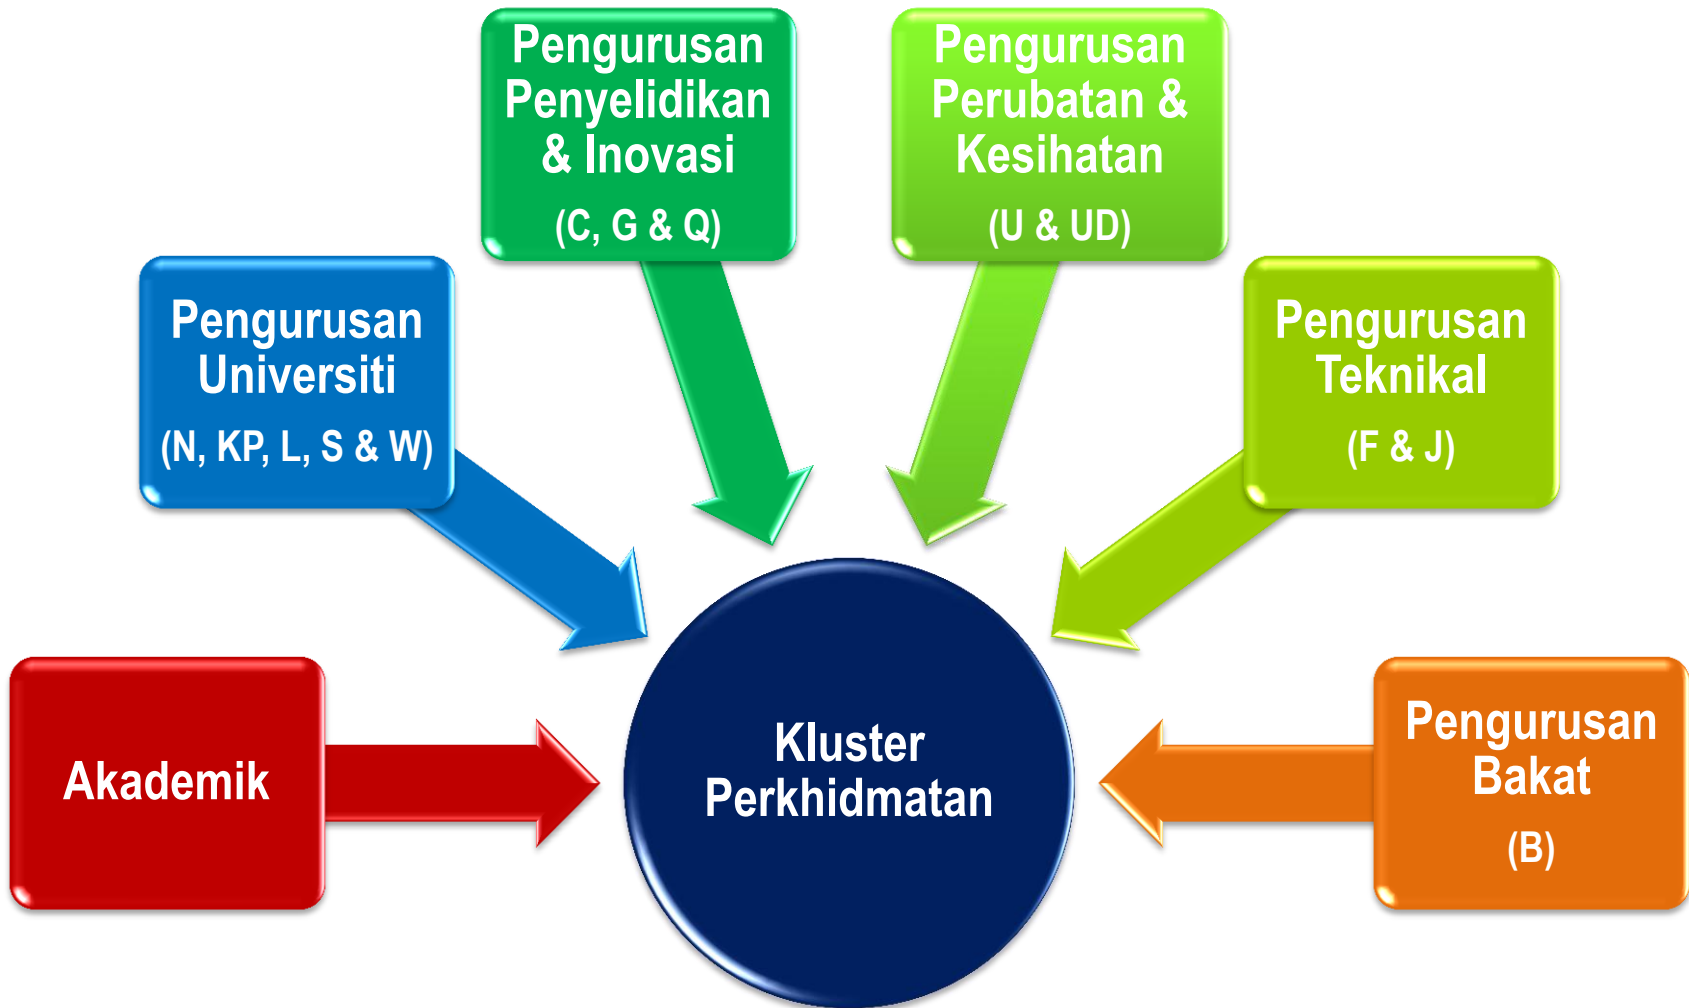 Pengurusan
Penyelidikan
& Inovasi
(C, G & Q)
Pengurusan
Perubatan &
Kesihatan
(U & UD)
Pengurusan
Universiti
(N, KP, L, S & W)
Pengurusan
Teknikal
(F & J)
Akademik
Kluster
Perkhidmatan
Pengurusan
Bakat
(B)